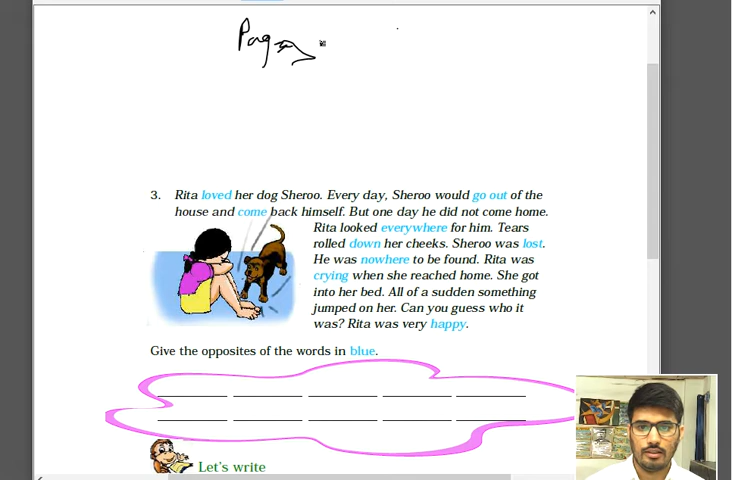 3. Rita loved her dog Sheroo. Every day, Sheroo would go out of the
house and come back himself. But one day he did not come home.
Rita looked everywhere for him. Tears
rolled down her cheeks. Sheroo was lost.
He was nowhere to be found. Rita was
crying when she reached home. She got
into her bed. All of a sudden something
jumped on her. Can you guess who it
was? Rita was very happy.
Give the opposites of the words in blue.
Let's write